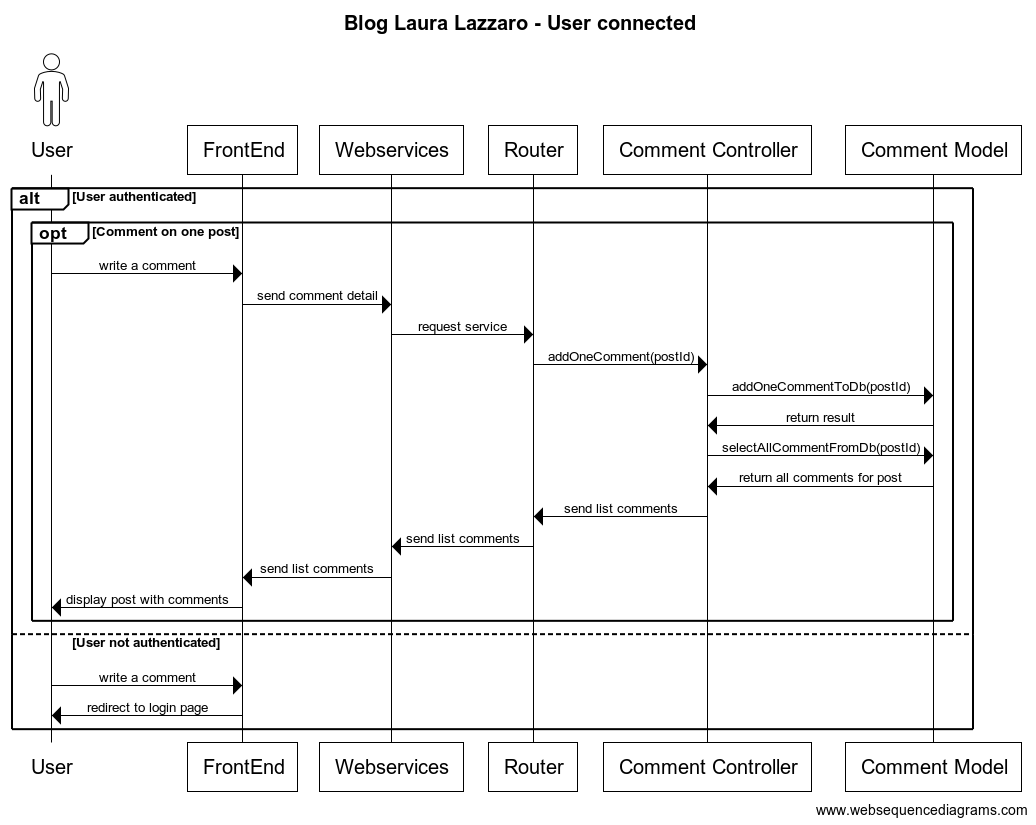 Blog Laura Lazzaro - User connected
User
FrontEnd
Webservices
Router
Comment Controller
Comment Model
alt
[User authenticated]
opt
[Comment on one post]
write a comment
send comment detail
request service
addOneComment(postId)
addOneCommentToDb(postId)
return result
selectAllCommentFromDb(postId)
return all comments for post
send list comments
send list comments
send list comments
display post with comments
[User not authenticated]
write a comment
redirect to login page
User
FrontEnd
Webservices
Router
Comment Controller
Comment Model
www.websequencediagrams.com